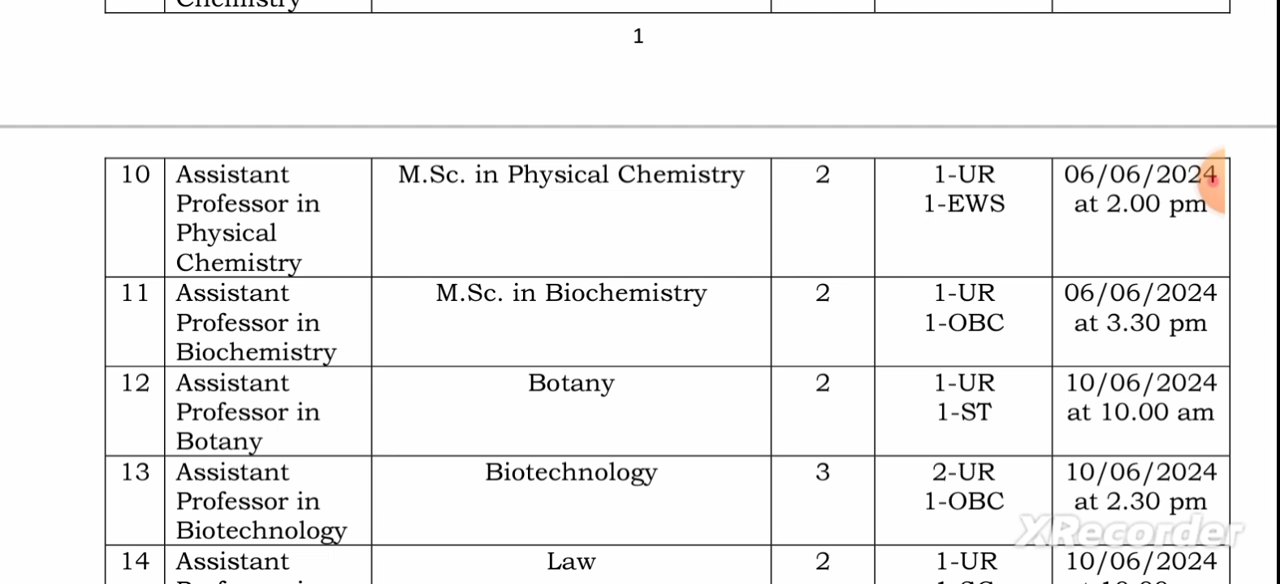 1
10 Assistant M.Sc. in Physical Chemistry 2 1-UR 06/06/2024
Professor in 1-EWS at 2.00 pm
Physical
Chemistry
11 Assistant M.Sc. in Biochemistry 2 1-UR 06/06/2024
Professor in 1-OBC at 3.30 pm
Biochemistry
12 Assistant Botany 2 1-UR 10/06/2024
Professor in 1-ST at 10.00 am
Botany
13 Assistant Biotechnology 3 2-UR 10/06/2024
Professor in 1-OBC at 2.30 pm
Biotechnology
XRecorder
14 Assistant Law 2 1-UR 10/06/2024